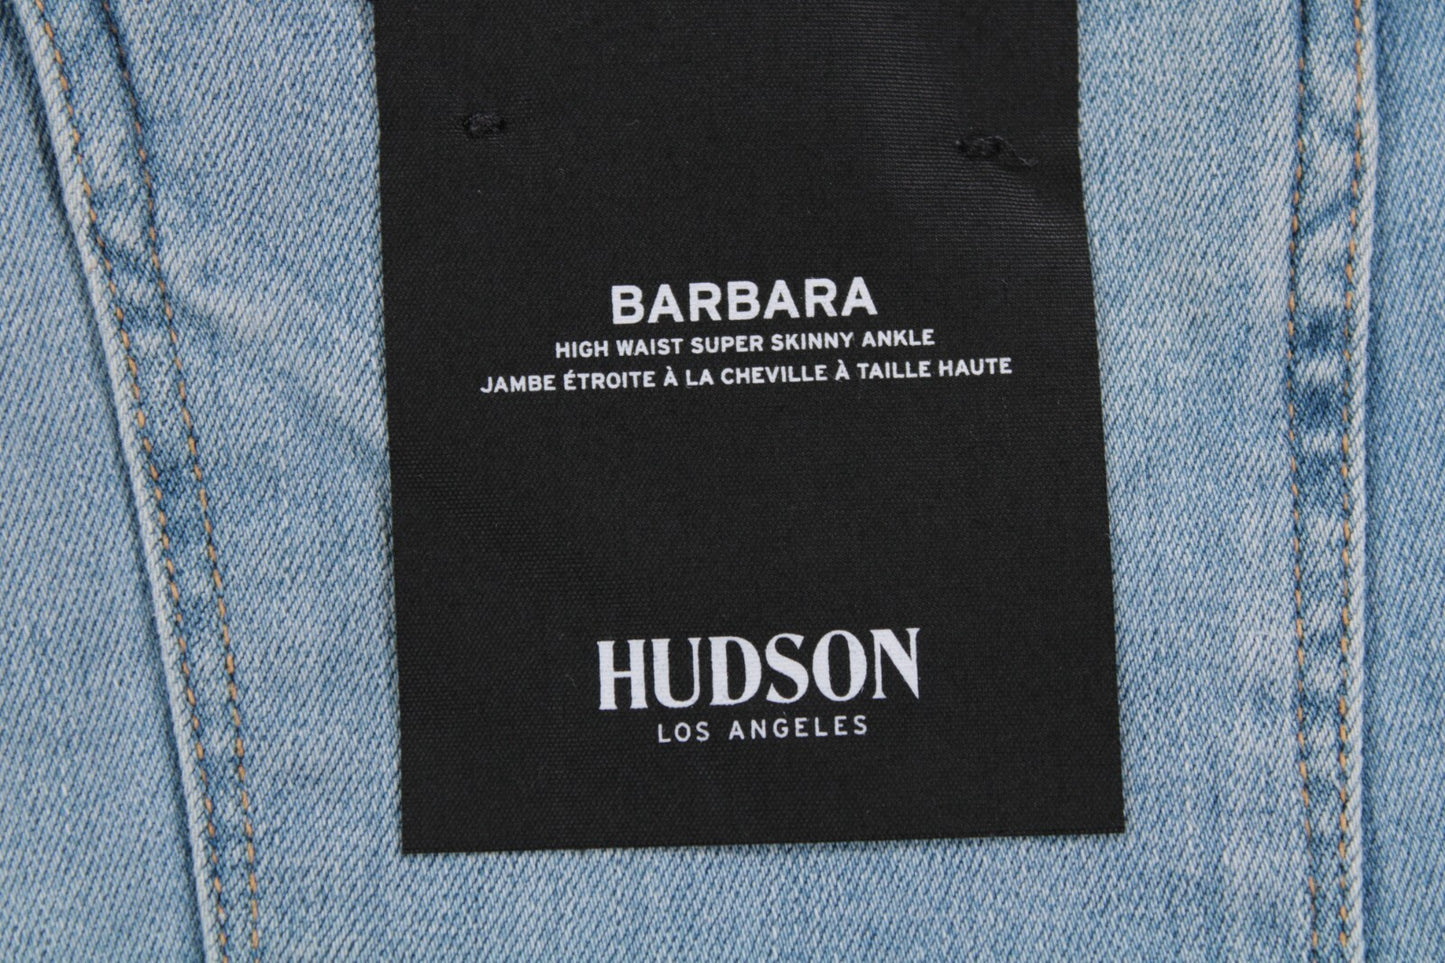 BARBARA
HIGH WAIST SUPER SKINNY ANKLE
JAMBE ÉTROITE À LA CHEVILLE À TAILLE HAUTE
HUDSON
LOS ANGELES